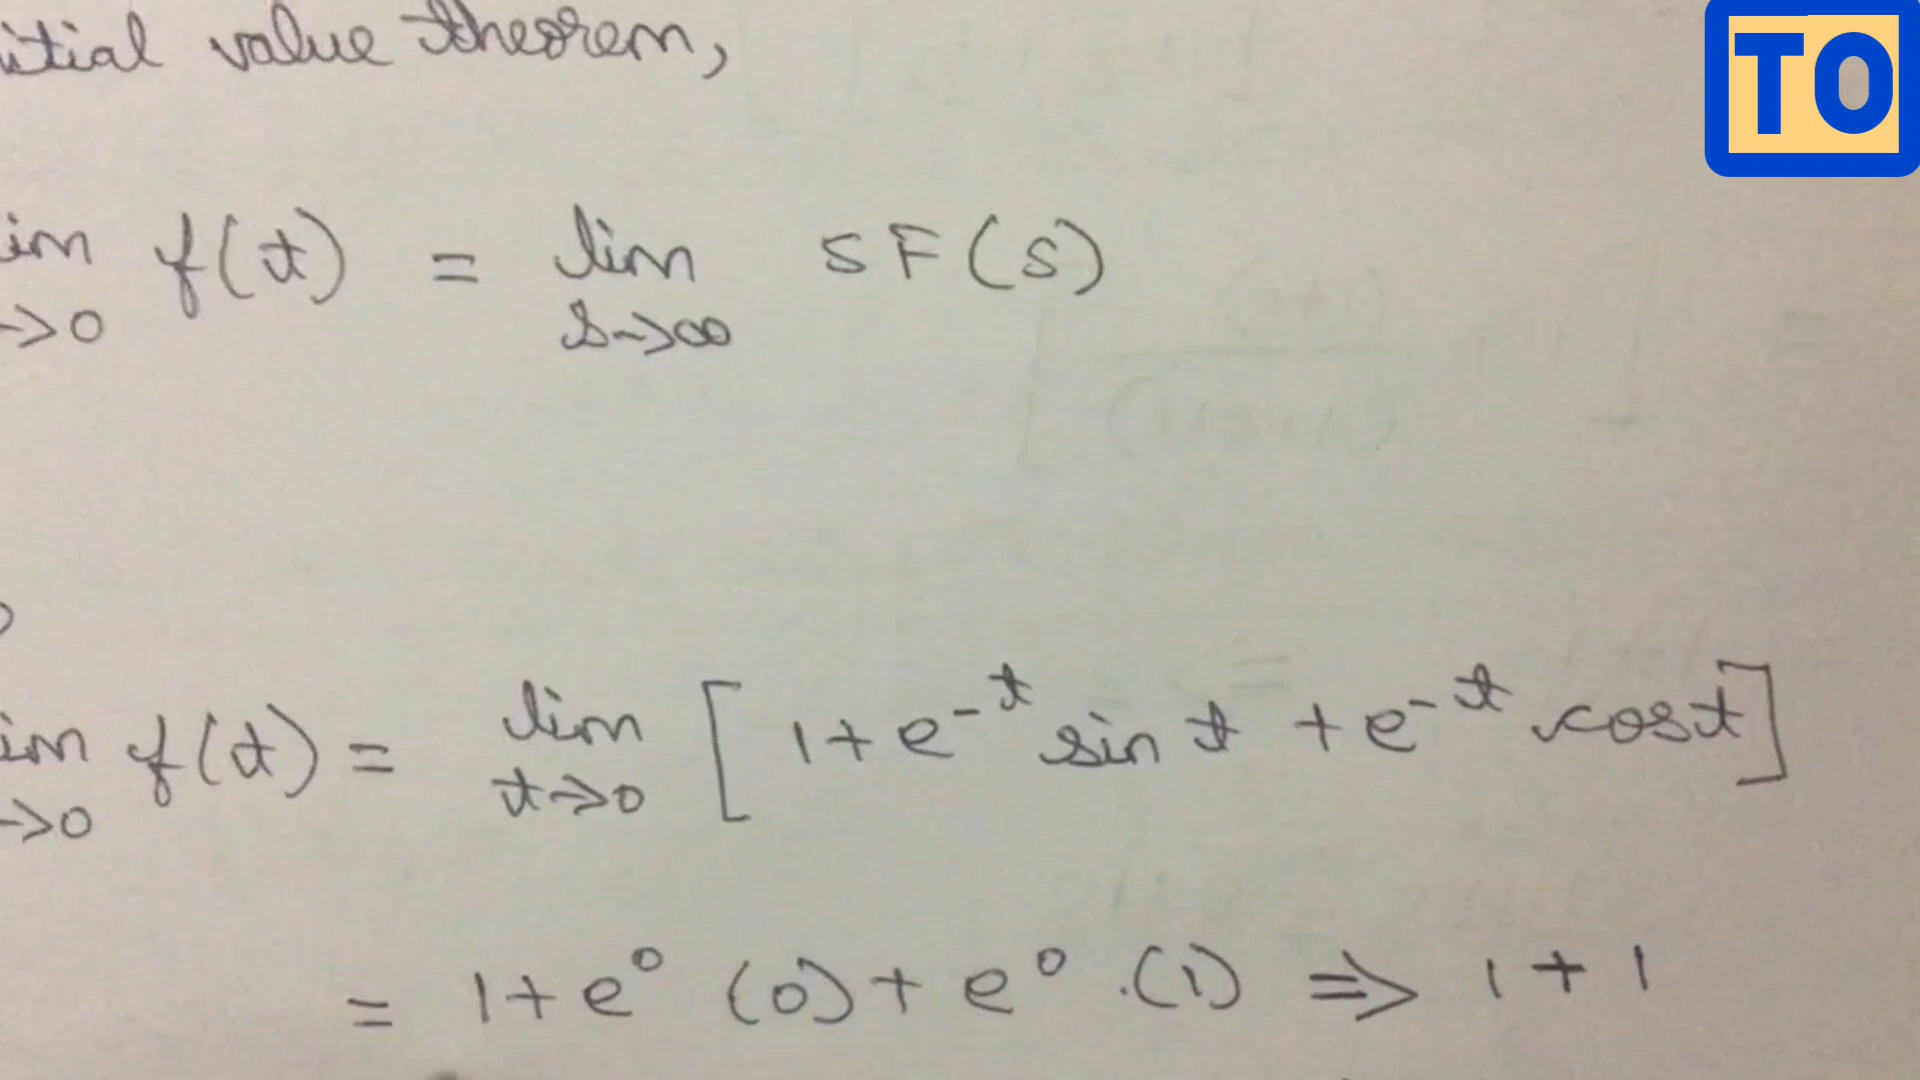 itial value theorem,
TO
im f(t) = lim sF(s)
->0 s->∞
im f(t) = lim [1+e^-t sin t + e^-t cost]
->0 t->0
= 1+e^0 (0) + e^0 .(1) => 1+1